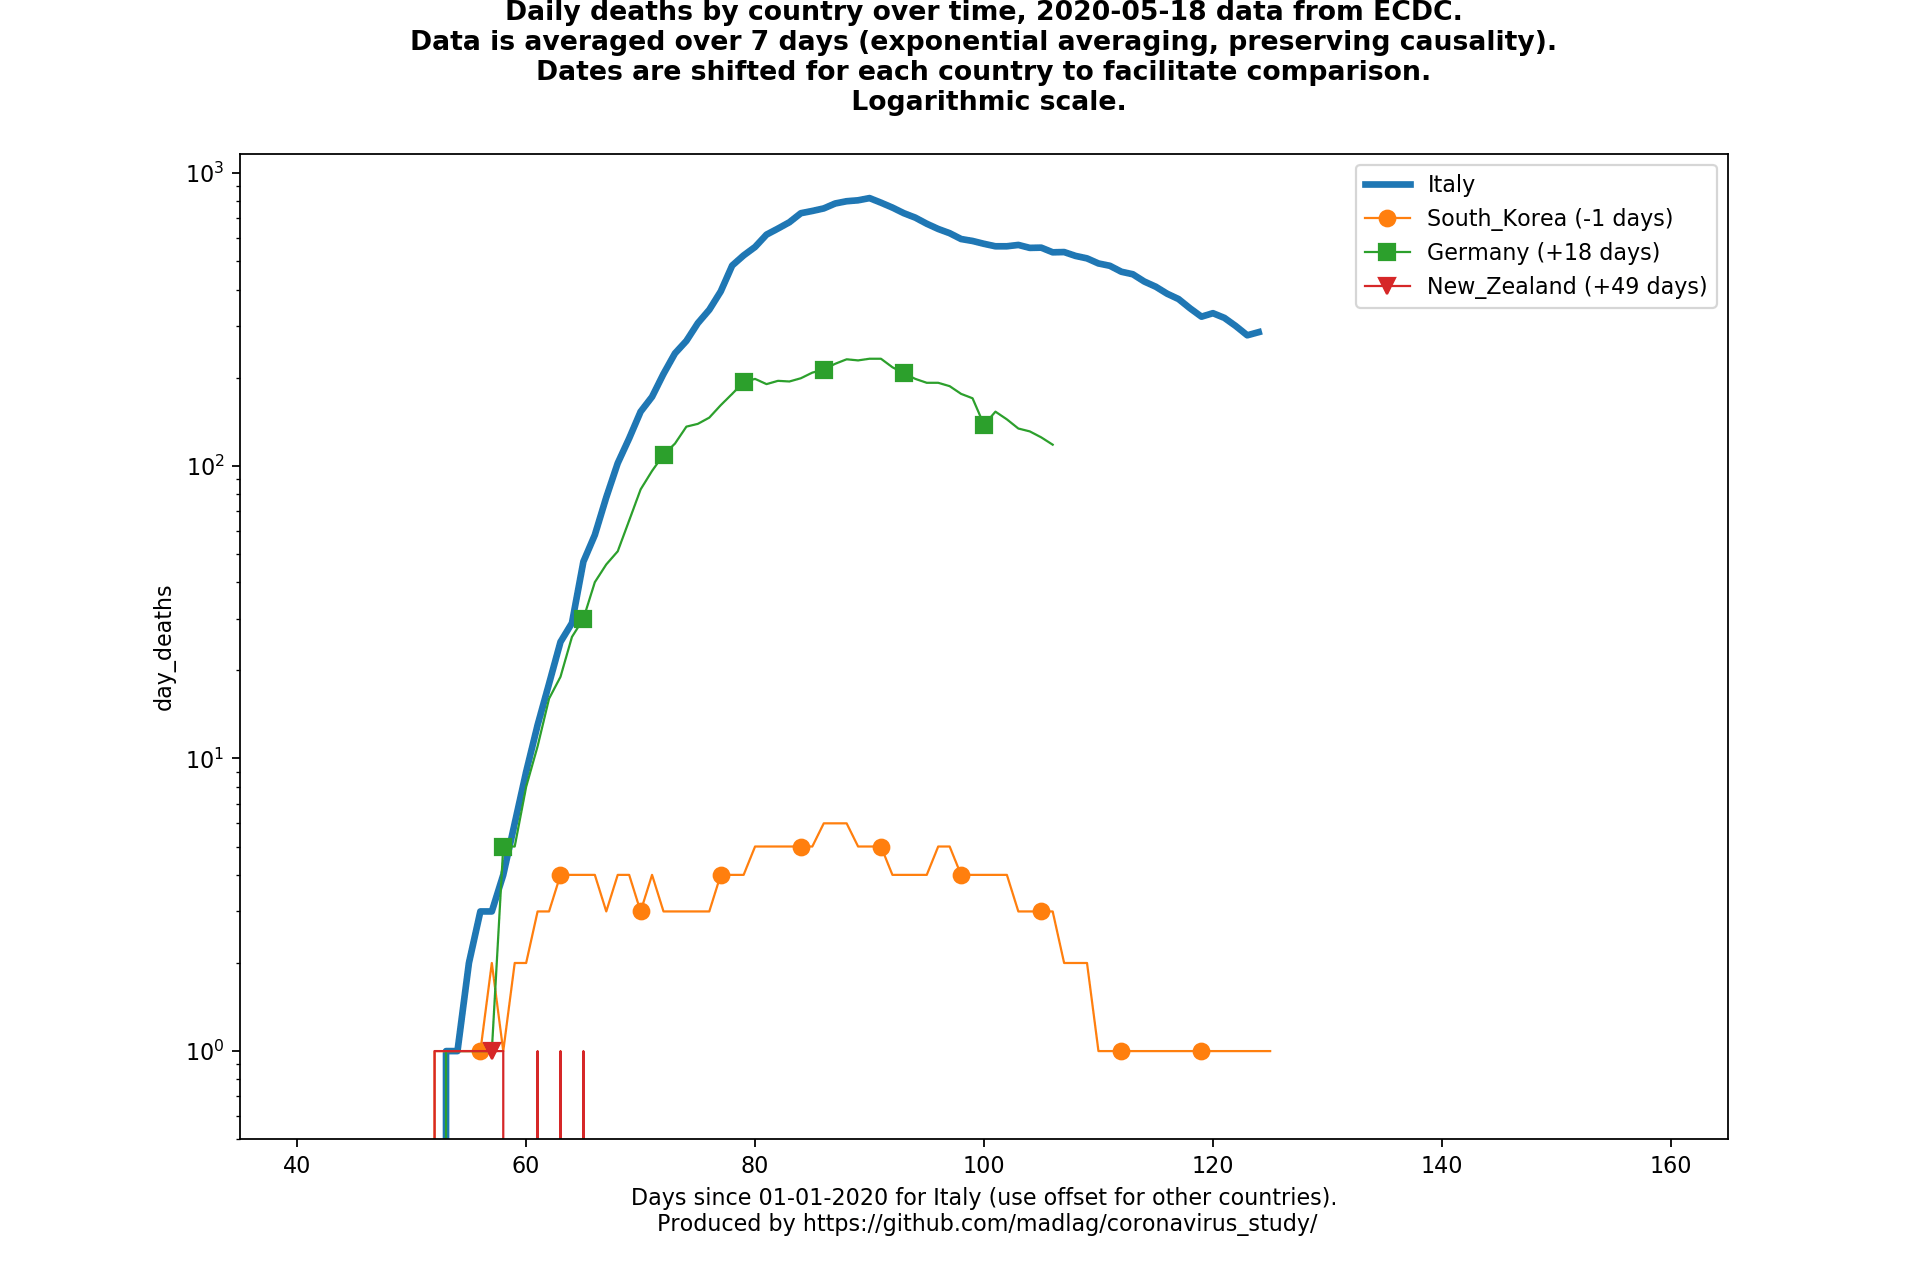 Daily deaths by country over time, 2020-05-18 data from ECDC.
Data is averaged over 7 days (exponential averaging, preserving causality).
Dates are shifted for each country to facilitate comparison.
Logarithmic scale.
10³
10²
10¹
10⁰
day_deaths
Italy
South_Korea (-1 days)
Germany (+18 days)
New_Zealand (+49 days)
40 60 80 100 120 140 160
Days since 01-01-2020 for Italy (use offset for other countries).
Produced by https://github.com/madlag/coronavirus_study/